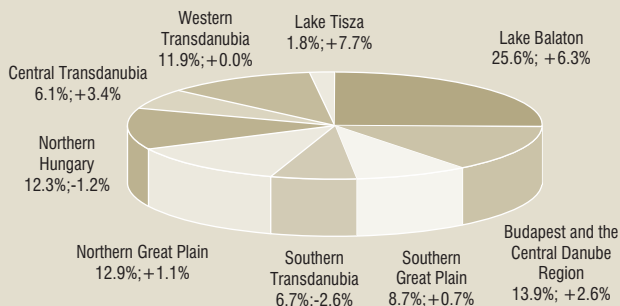 Western
Transdanubia
11.9%;+0.0%
Lake Tisza
1.8%;+7.7%
Lake Balaton
25.6%; +6.3%
Central Transdanubia
6.1%;+3.4%
Northern
Hungary
12.3%;-1.2%
Northern Great Plain
12.9%;+1.1%
Southern
Transdanubia
6.7%;-2.6%
Southern
Great Plain
8.7%;+0.7%
Budapest and the
Central Danube
Region
13.9%; +2.6%